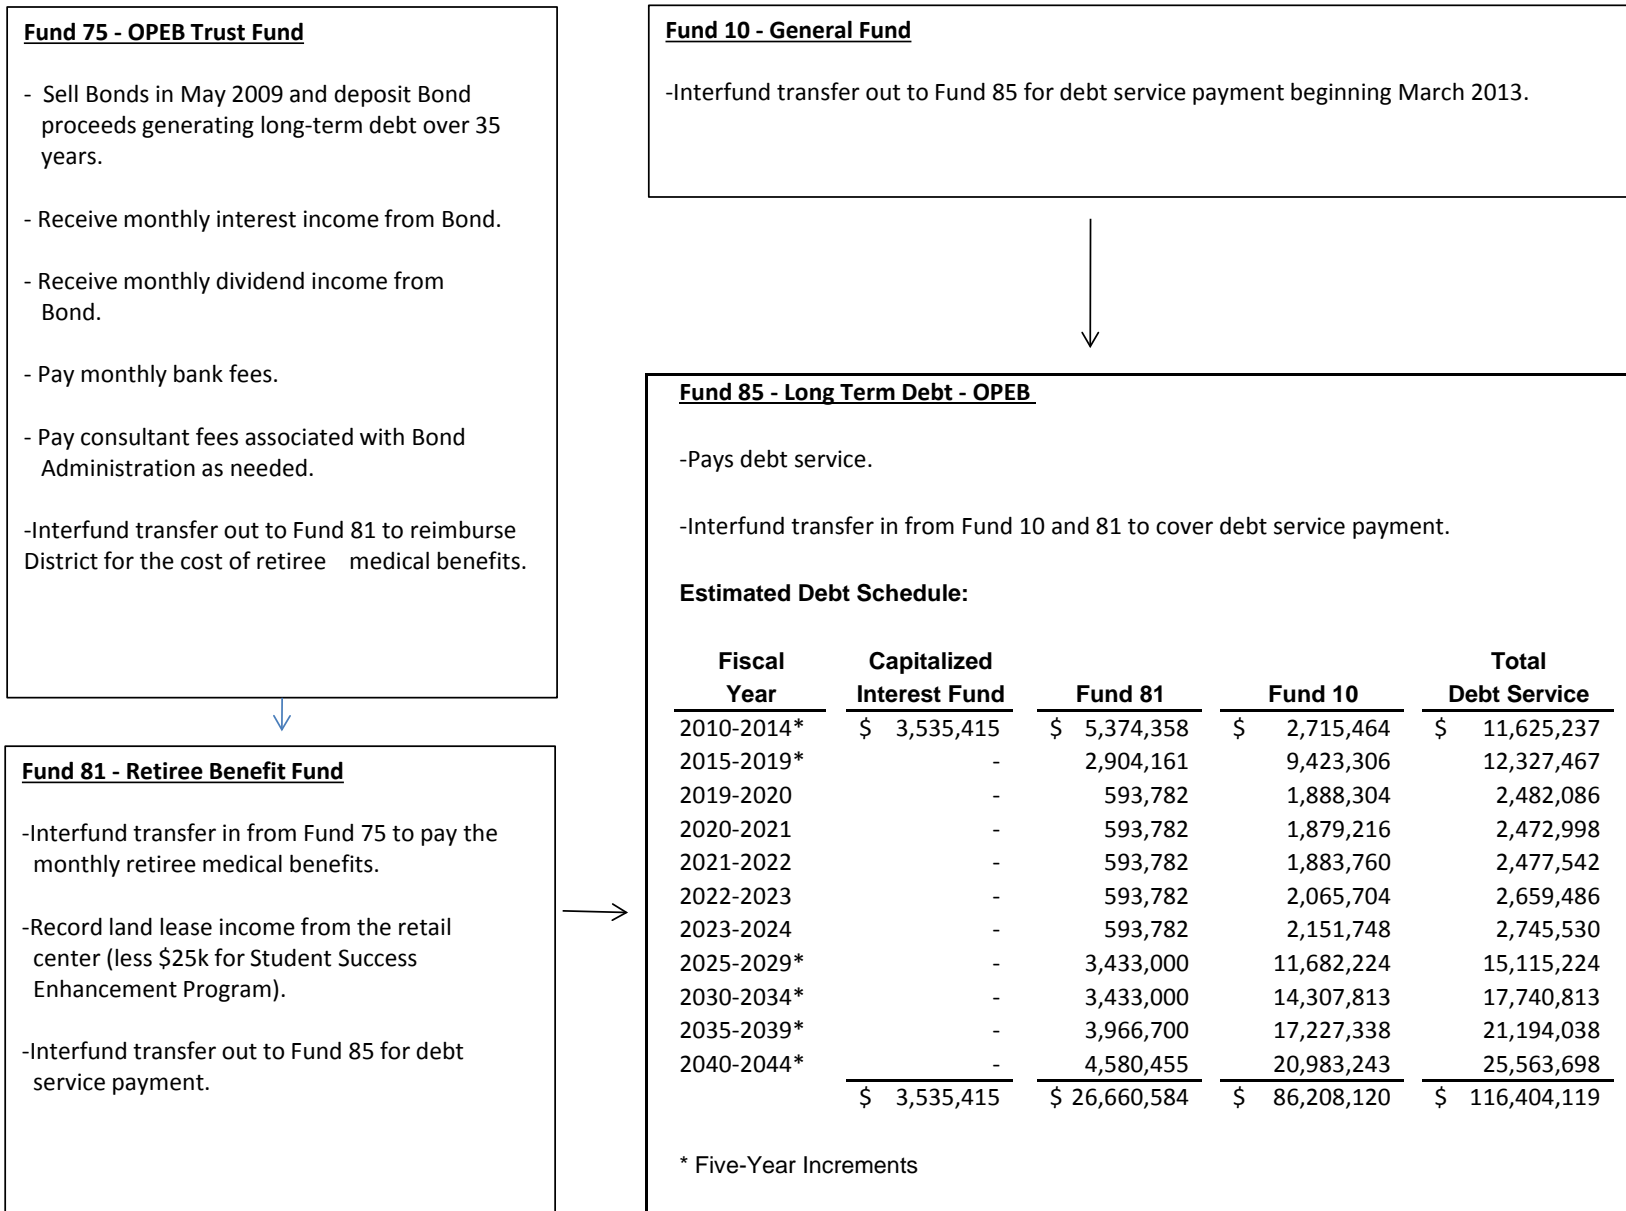 Fund 75 - OPEB Trust Fund
- Sell Bonds in May 2009 and deposit Bond
proceeds generating long-term debt over 35
years.
- Receive monthly interest income from Bond.
- Receive monthly dividend income from
Bond.
- Pay monthly bank fees.
- Pay consultant fees associated with Bond
Administration as needed.
-Interfund transfer out to Fund 81 to reimburse
District for the cost of retiree medical benefits.
Fund 81 - Retiree Benefit Fund
-Interfund transfer in from Fund 75 to pay the
monthly retiree medical benefits.
-Record land lease income from the retail
center (less $25k for Student Success
Enhancement Program).
-Interfund transfer out to Fund 85 for debt
service payment.
Fund 10 - General Fund
-Interfund transfer out to Fund 85 for debt service payment beginning March 2013.
Fund 85 - Long Term Debt - OPEB
-Pays debt service.
-Interfund transfer in from Fund 10 and 81 to cover debt service payment.
Estimated Debt Schedule:
Fiscal Capitalized Total
Year Interest Fund Fund 81 Fund 10 Debt Service
2010-2014* $ 3,535,415 $ 5,374,358 $ 2,715,464 $ 11,625,237
2015-2019* - 2,904,161 9,423,306 12,327,467
2019-2020 - 593,782 1,888,304 2,482,086
2020-2021 - 593,782 1,879,216 2,472,998
2021-2022 - 593,782 1,883,760 2,477,542
2022-2023 - 593,782 2,065,704 2,659,486
2023-2024 - 593,782 2,151,748 2,745,530
2025-2029* - 3,433,000 11,682,224 15,115,224
2030-2034* - 3,433,000 14,307,813 17,740,813
2035-2039* - 3,966,700 17,227,338 21,194,038
2040-2044* - 4,580,455 20,983,243 25,563,698
$ 3,535,415 $ 26,660,584 $ 86,208,120 $ 116,404,119
* Five-Year Increments